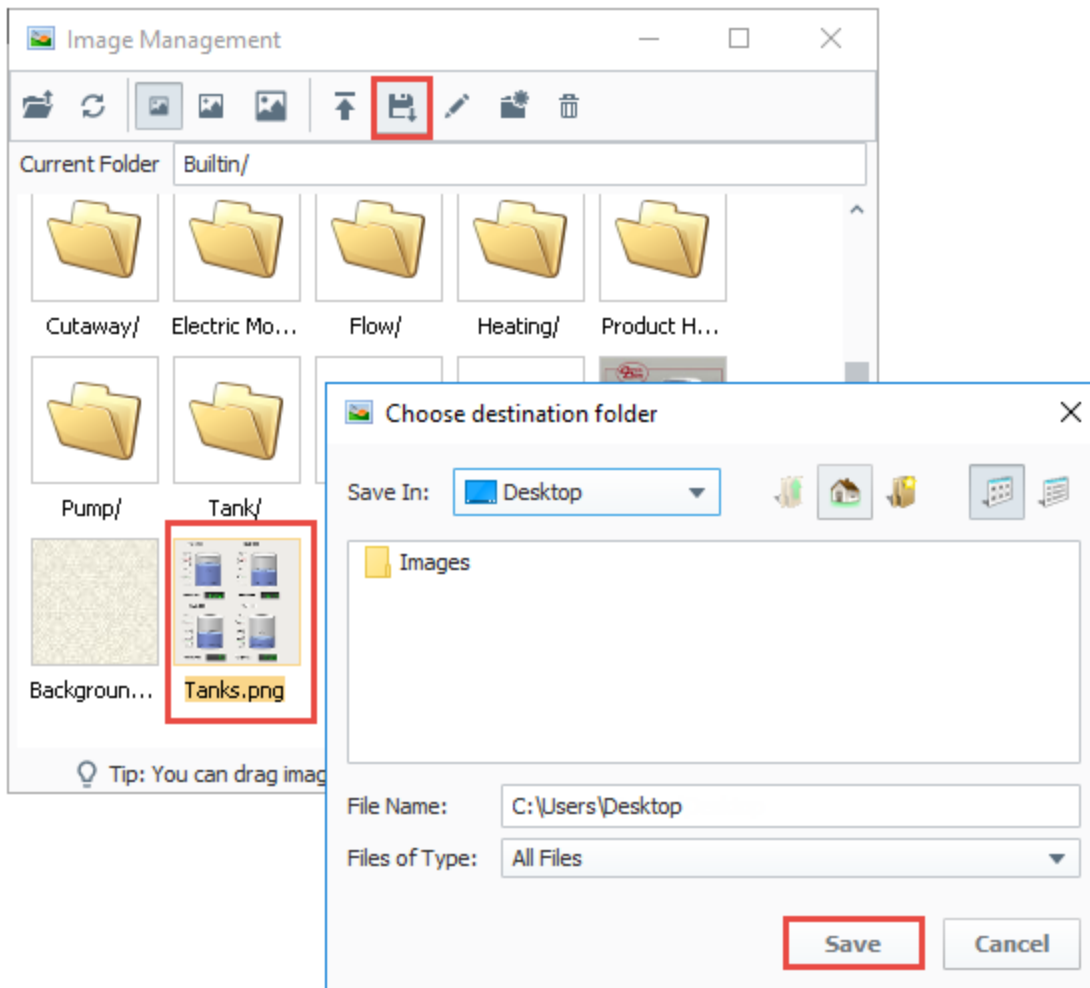 Image Management
Current Folder Builtin/
Cutaway/ Electric Mo... Flow/ Heating/ Product H...
Choose destination folder
Save In: Desktop
Pump/ Tank/
Images
Backgroun... Tanks.png
Tip: You can drag imag
File Name: C:\Users\Desktop
Files of Type: All Files
Save Cancel